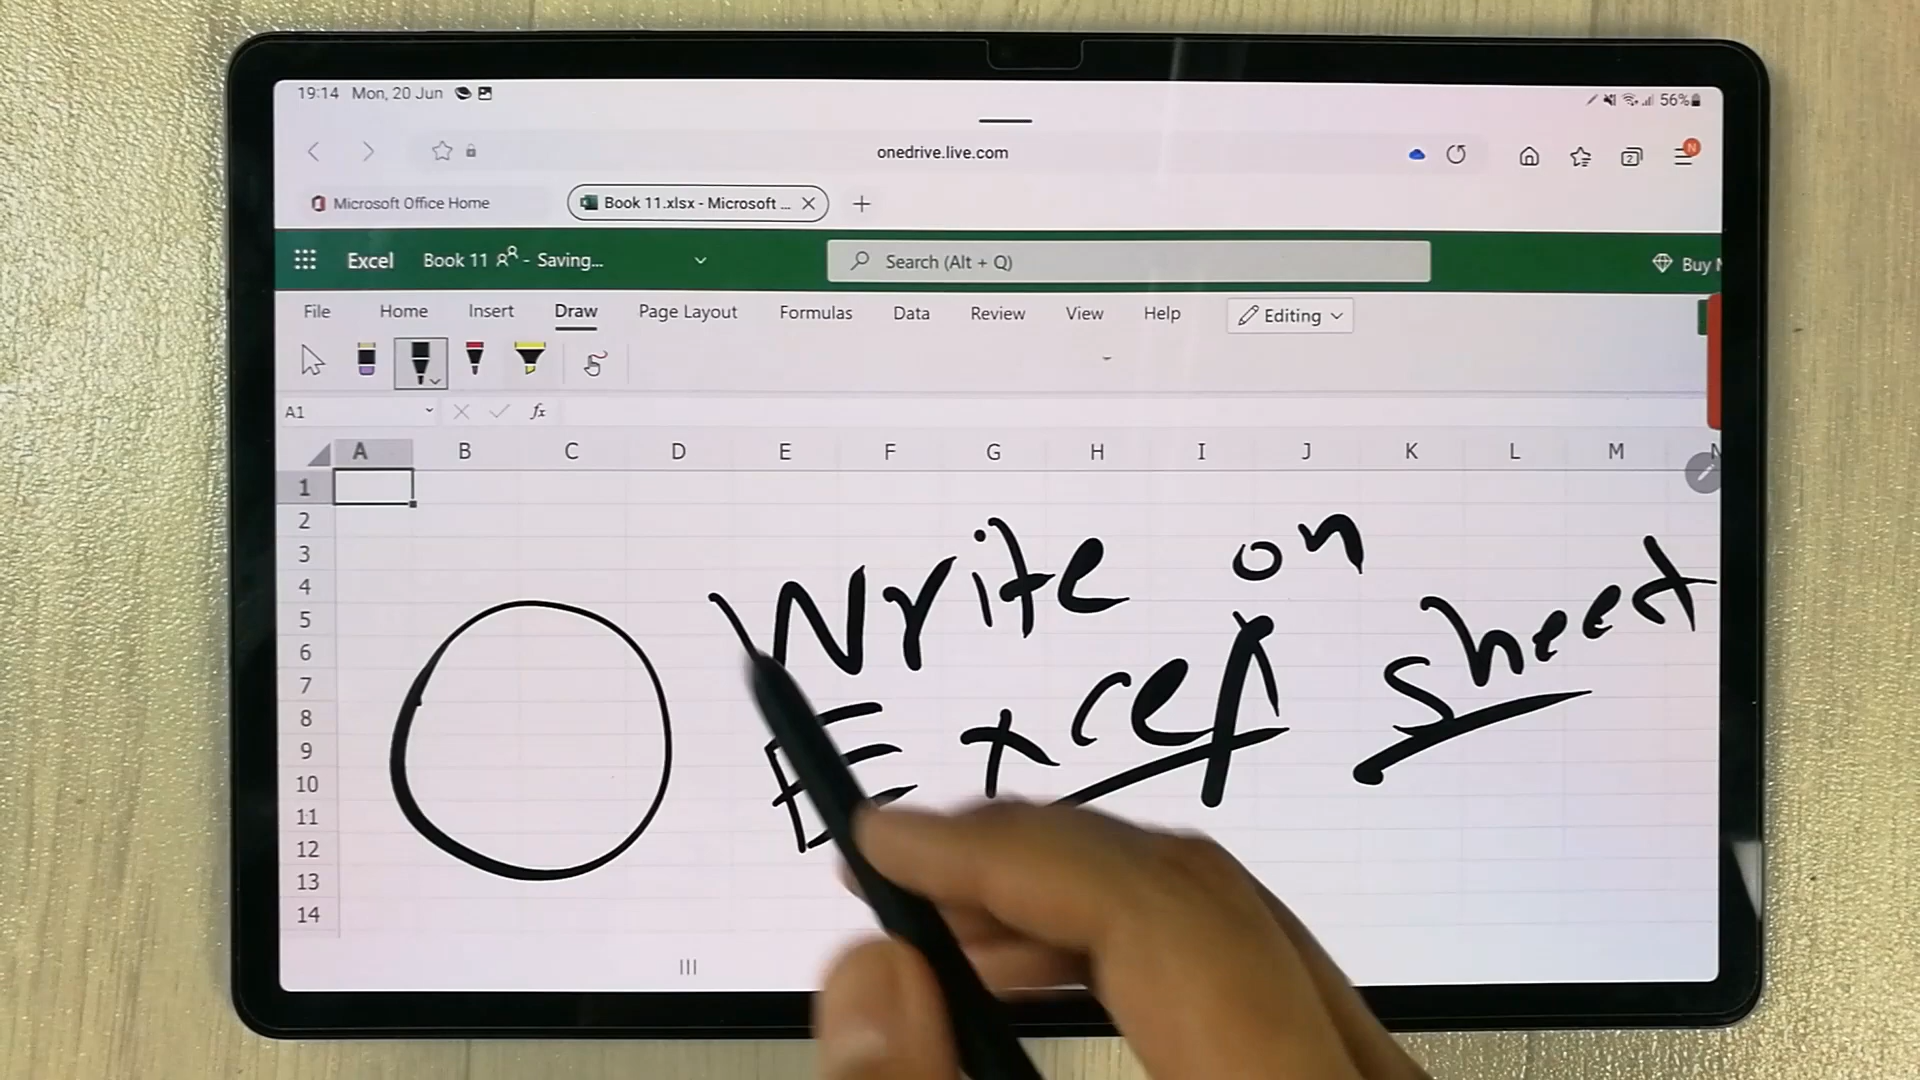 19:14 Mon, 20 Jun 56%
onedrive.live.com 2 N
Microsoft Office Home Book 11.xlsx - Microsoft ...
Excel Book 11 - Saving... Search (Alt + Q) Buy
File Home Insert Draw Page Layout Formulas Data Review View Help Editing
A1 fx
A B C D E F G H I J K L M N
1
2
3
4
5
6
7
8
9
10
11
12
13
14
Write on
Excel sheet